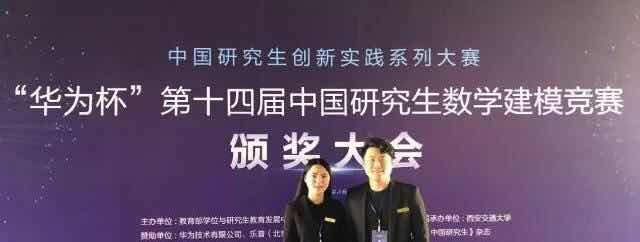 中国研究生创新实践系列大赛
“华为杯”第十四届中国研究生数学建模竞赛
颁奖大会
主办单位：教育部学位与研究生教育发展中 承办单位：西安交通大学
赞助单位：华为技术有限公司、乐音（北 中国研究生》杂志